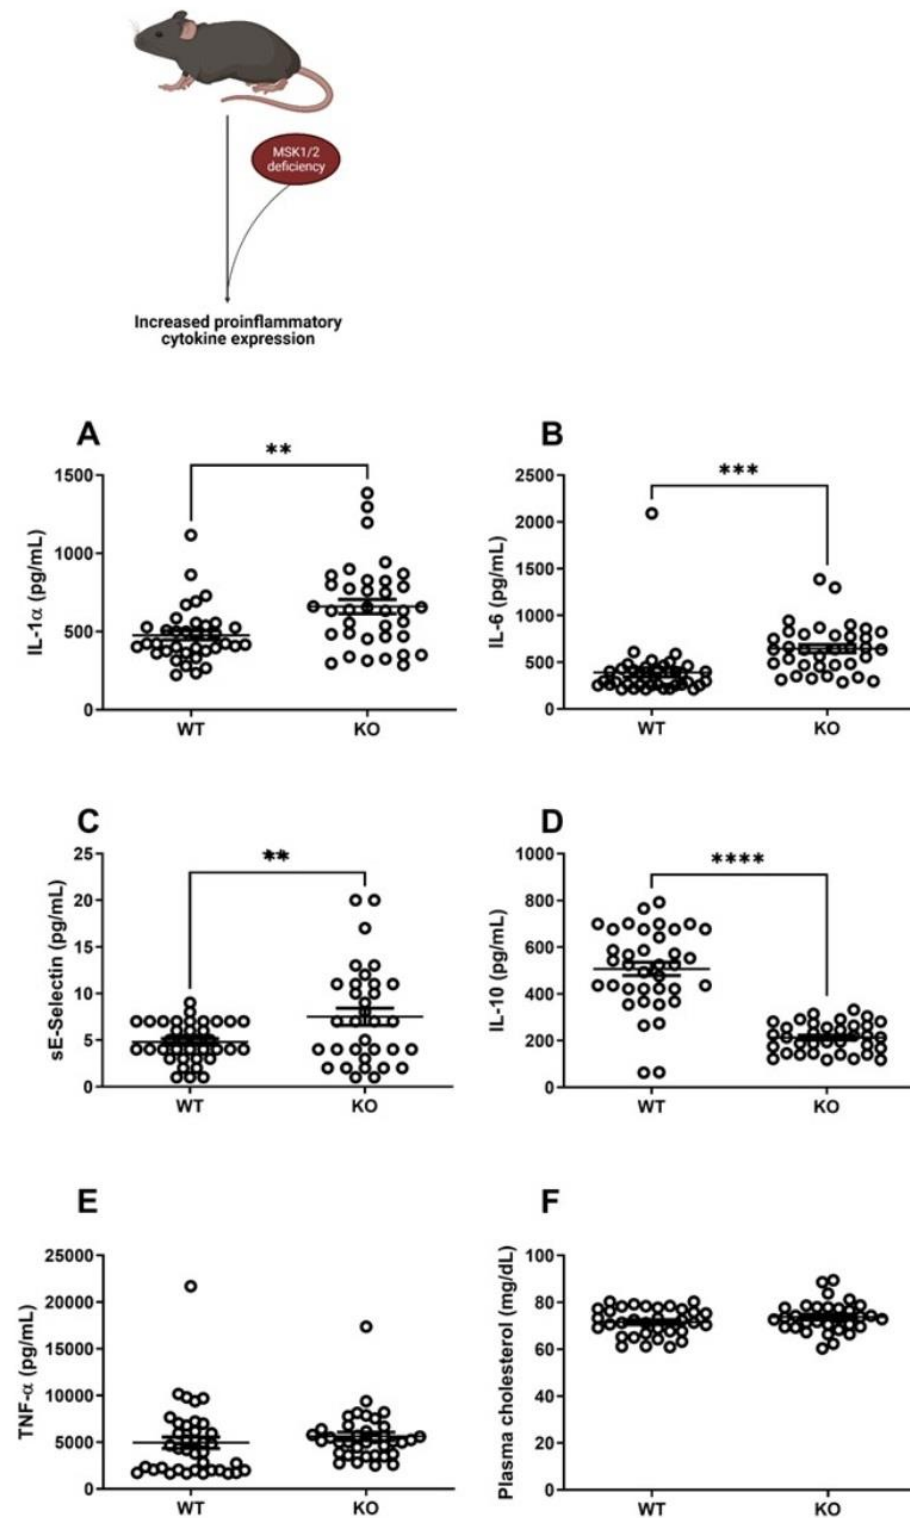 MSK1/2
deficiency
Increased proinflammatory
cytokine expression
A
**
IL-1α (pg/mL)
1500
1000
500
0
WT
KO
B
***
IL-6 (pg/mL)
2500
2000
1500
1000
500
0
WT
KO
C
**
sE-Selectin (pg/mL)
25
20
15
10
5
0
WT
KO
D
****
IL-10 (pg/mL)
1000
800
600
400
200
0
WT
KO
E
TNF-α (pg/mL)
25000
20000
15000
10000
5000
0
WT
KO
F
Plasma cholesterol (mg/dL)
100
80
60
40
20
0
WT
KO